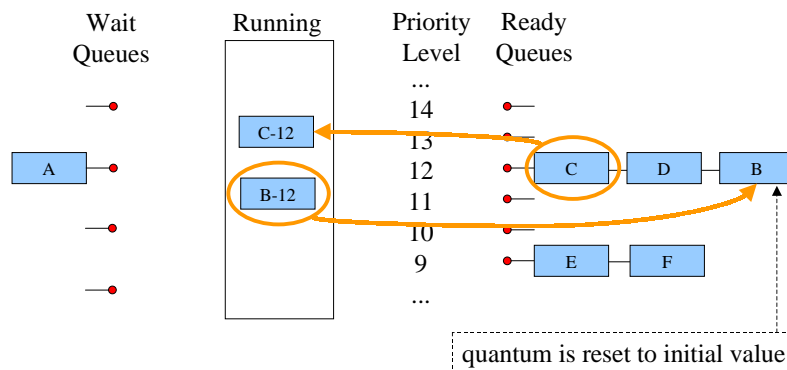 Wait
Queues
Running
Priority
Level
Ready
Queues
...
14
C-12
13
A
12
C
D
B
B-12
11
10
9
E
F
...
quantum is reset to initial value